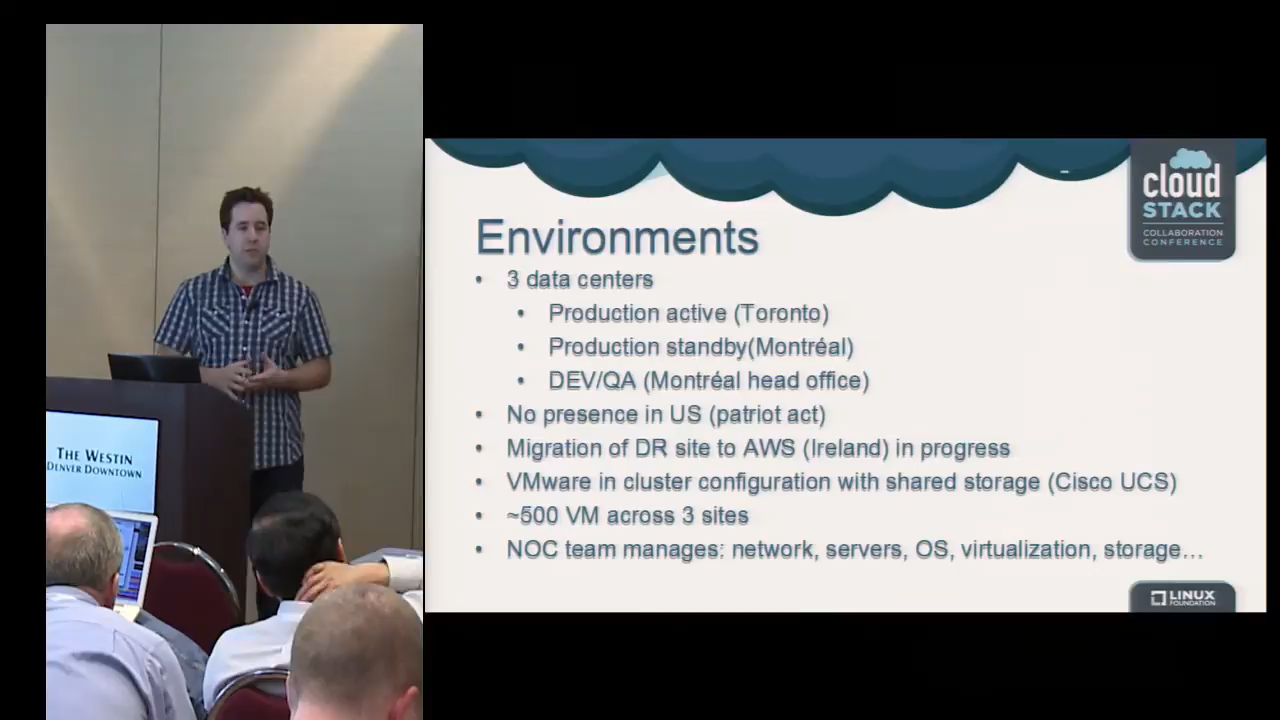 THE WESTIN
DENVER DOWNTOWN
cloud
STACK
COLLABORATION
CONFERENCE
Environments
• 3 data centers
• Production active (Toronto)
• Production standby(Montréal)
• DEV/QA (Montréal head office)
• No presence in US (patriot act)
• Migration of DR site to AWS (Ireland) in progress
• VMware in cluster configuration with shared storage (Cisco UCS)
• ~500 VM across 3 sites
• NOC team manages: network, servers, OS, virtualization, storage…
LINUX
FOUNDATION